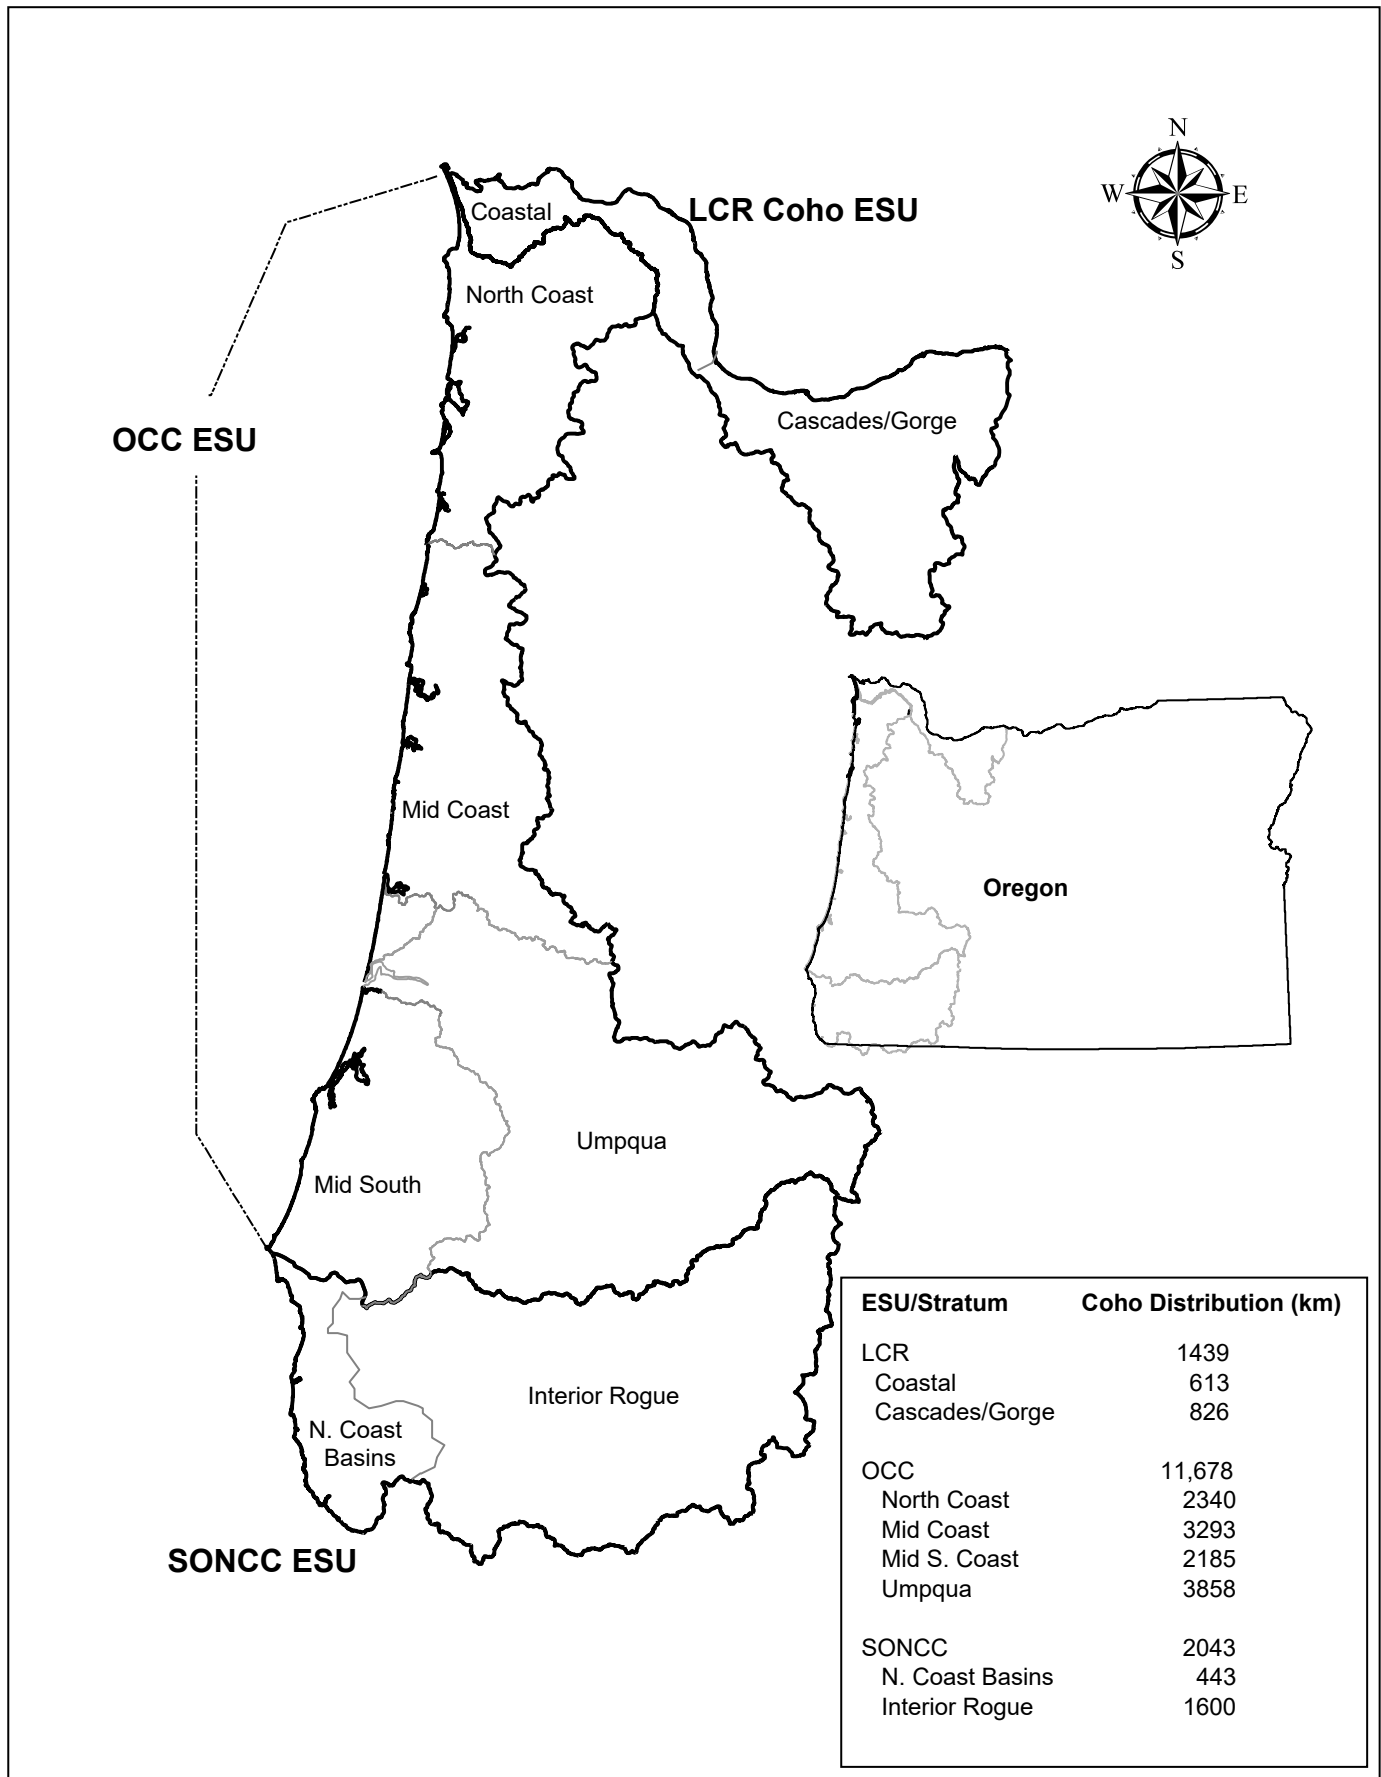 N
W E
S
Coastal
LCR Coho ESU
North Coast
Cascades/Gorge
OCC ESU
Mid Coast
Oregon
Umpqua
Mid South
Interior Rogue
N. Coast
Basins
SONCC ESU
ESU/Stratum Coho Distribution (km)
LCR 1439
Coastal 613
Cascades/Gorge 826
OCC 11,678
North Coast 2340
Mid Coast 3293
Mid S. Coast 2185
Umpqua 3858
SONCC 2043
N. Coast Basins 443
Interior Rogue 1600